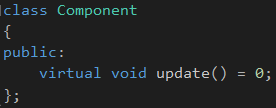 class Component
{
public:
    virtual void update() = 0;
};